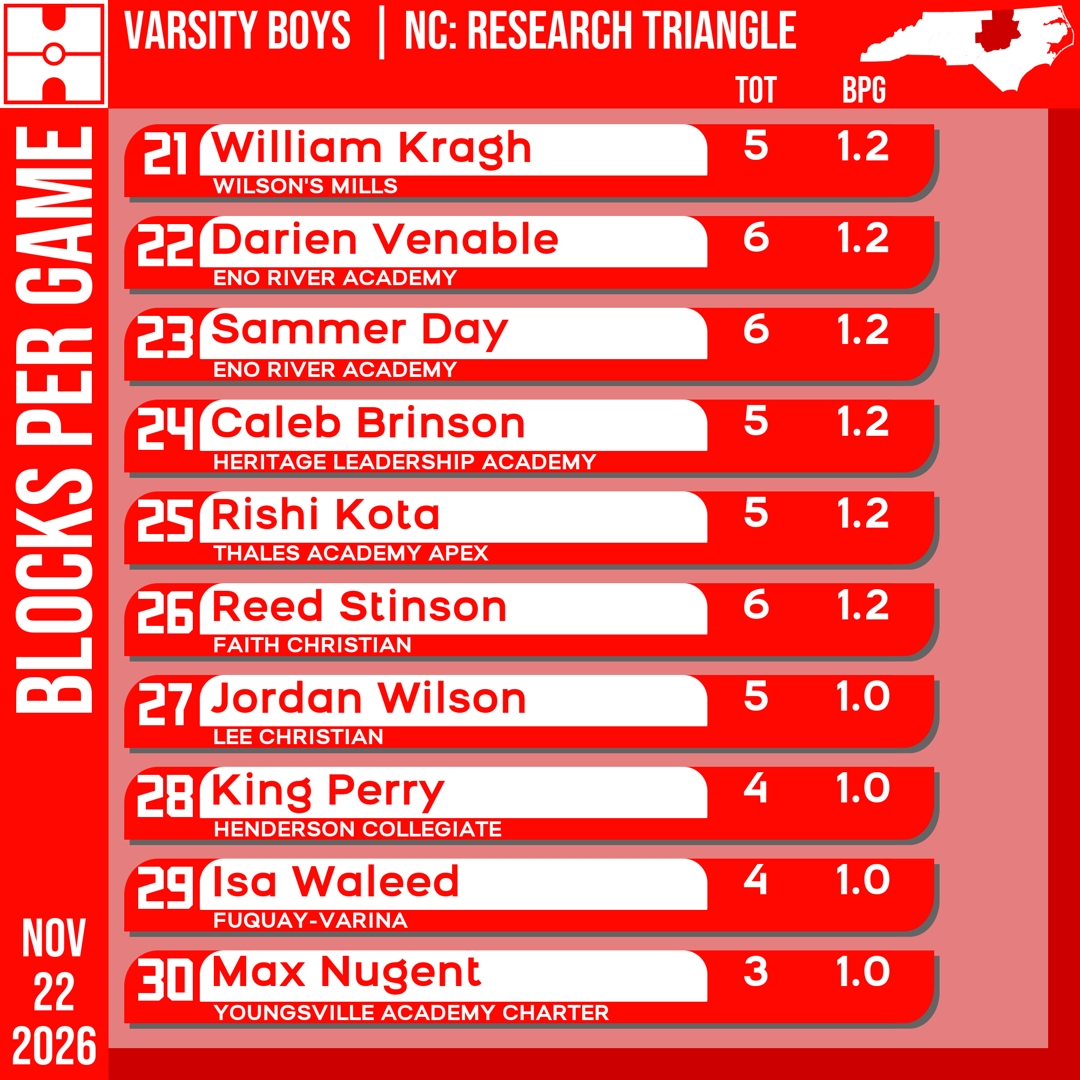 VARSITY BOYS | NC: RESEARCH TRIANGLE
TOT BPG
BLOCKS PER GAME
21 William Kragh 5 1.2
WILSON'S MILLS
22 Darien Venable 6 1.2
ENO RIVER ACADEMY
23 Sammer Day 6 1.2
ENO RIVER ACADEMY
24 Caleb Brinson 5 1.2
HERITAGE LEADERSHIP ACADEMY
25 Rishi Kota 5 1.2
THALES ACADEMY APEX
26 Reed Stinson 6 1.2
FAITH CHRISTIAN
27 Jordan Wilson 5 1.0
LEE CHRISTIAN
28 King Perry 4 1.0
HENDERSON COLLEGIATE
29 Isa Waleed 4 1.0
FUQUAY-VARINA
30 Max Nugent 3 1.0
YOUNGSVILLE ACADEMY CHARTER
NOV
22
2026